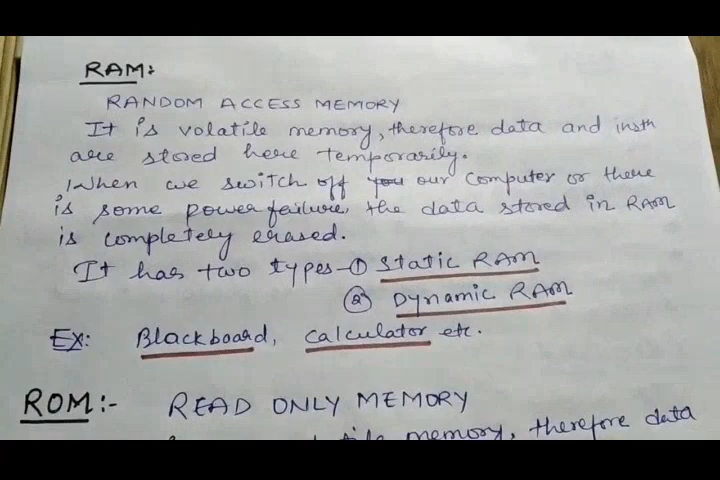 RAM:
RANDOM ACCESS MEMORY
It is volatile memory, therefore data and instn
are stored here temporarily.
When we switch off you our computer or there
is some power failure, the data stored in RAM
is completely erased.
It has two types- ① Static RAM
② Dynamic RAM
Ex: Blackboard, Calculator etc.
ROM:- READ ONLY MEMORY
memory, therefore data